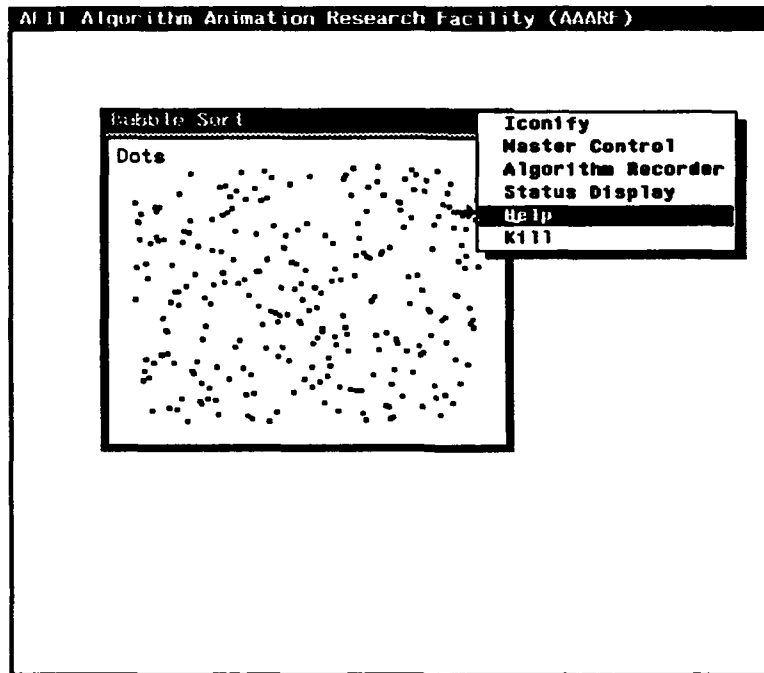 AFIT Algorithm Animation Research Facility (AAARF)
Bubble Sort
Dots
Iconify
Master Control
Algorithm Recorder
Status Display
Help
Kill